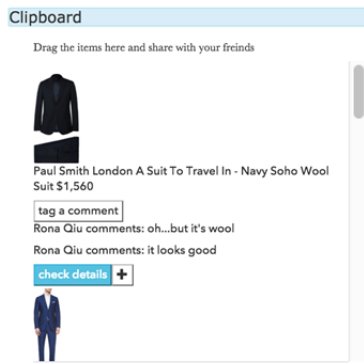 Clipboard
Drag the items here and share with your freinds
Paul Smith London A Suit To Travel In - Navy Soho Wool
Suit $1,560
tag a comment
Rona Qiu comments: oh...but it's wool
Rona Qiu comments: it looks good
check details +